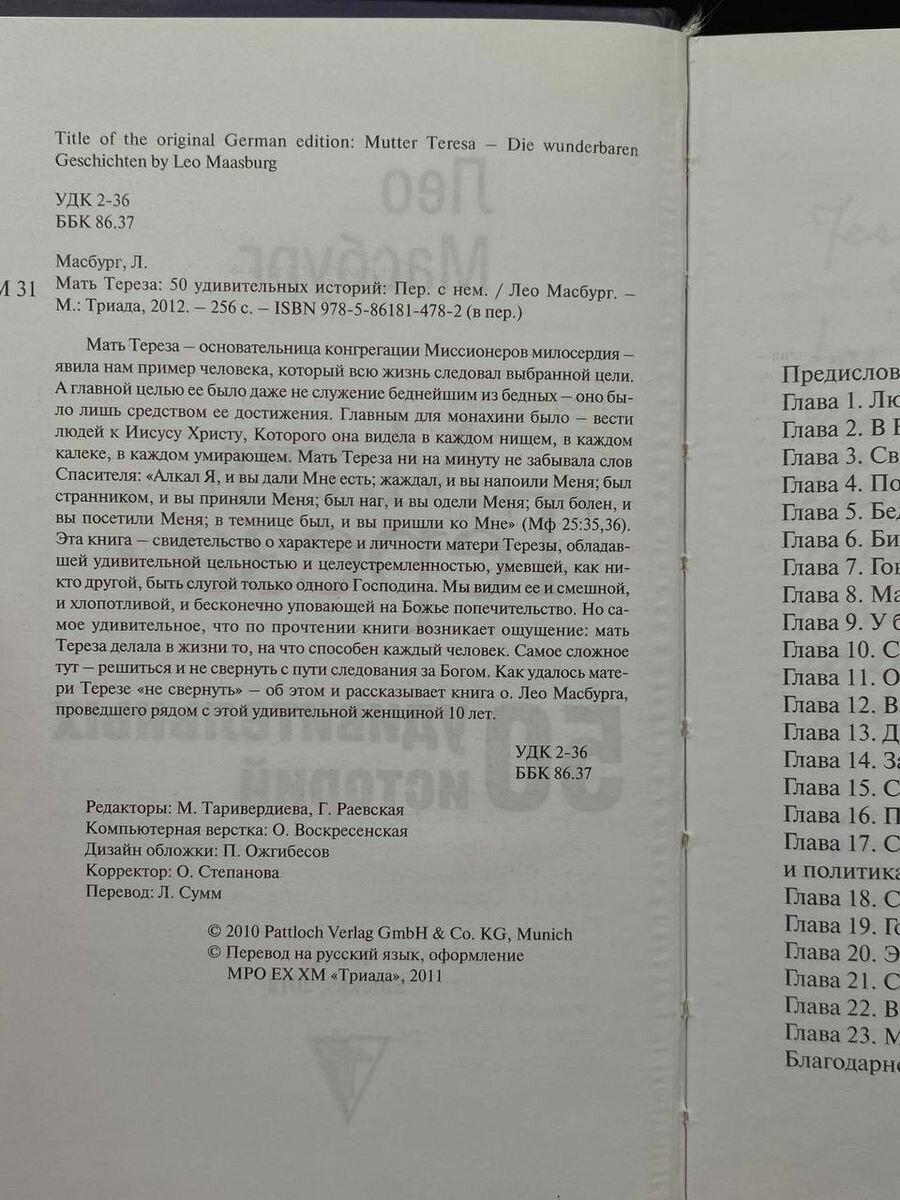 Title of the original German edition: Mutter Teresa – Die wunderbaren
Geschichten by Leo Maasburg
УДК 2-36
ББК 86.37
Масбург, Л.
М 31
Мать Тереза: 50 удивительных историй: Пер. с нем. / Лео Масбург. –
М.: Триада, 2012. – 256 с. – ISBN 978-5-86181-478-2 (в пер.)
Мать Тереза – основательница конгрегации Миссионеров милосердия –
явила нам пример человека, который всю жизнь следовал выбранной цели.
А главной целью ее было даже не служение беднейшим из бедных – оно бы-
ло лишь средством ее достижения. Главным для монахини было – вести
людей к Иисусу Христу, Которого она видела в каждом нищем, в каждом
калеке, в каждом умирающем. Мать Тереза ни на минуту не забывала слов
Спасителя: «Алкал Я, и вы дали Мне есть; жаждал, и вы напоили Меня; был
странником, и вы приняли Меня; был наг, и вы одели Меня; был болен, и
вы посетили Меня; в темнице был, и вы пришли ко Мне» (Мф 25:35,36).
Эта книга – свидетельство о характере и личности матери Терезы, обладав-
шей удивительной цельностью и целеустремленностью, умевшей, как ни-
кто другой, быть слугой только одного Господина. Мы видим ее и смешной,
и хлопотливой, и бесконечно уповающей на Божье попечительство. Но са-
мое удивительное, что по прочтении книги возникает ощущение: мать
Тереза делала в жизни то, на что способен каждый человек. Самое сложное
тут – решиться и не свернуть с пути следования за Богом. Как удалось мате-
ри Терезе «не свернуть» – об этом и рассказывает книга о. Лео Масбурга,
проведшего рядом с этой удивительной женщиной 10 лет.
УДК 2-36
ББК 86.37
Редакторы: М. Таривердиева, Г. Раевская
Компьютерная верстка: О. Воскресенская
Дизайн обложки: П. Ожгибесов
Корректор: О. Степанова
Перевод: Л. Сумм
© 2010 Pattloch Verlag GmbH & Co. KG, Munich
© Перевод на русский язык, оформление
МРО ЕХ ХМ «Триада», 2011
Предислов
Глава 1. Лю
Глава 2. В
Глава 3. Св
Глава 4. По
Глава 5. Бед
Глава 6. Би
Глава 7. Гон
Глава 8. Ма
Глава 9. У б
Глава 10. С
Глава 11. О
Глава 12. В
Глава 13. Д
Глава 14. За
Глава 15. С
Глава 16. П
Глава 17. С
и политика
Глава 18. С
Глава 19. Го
Глава 20. Э
Глава 21. С
Глава 22. В
Глава 23. М
Благодарно